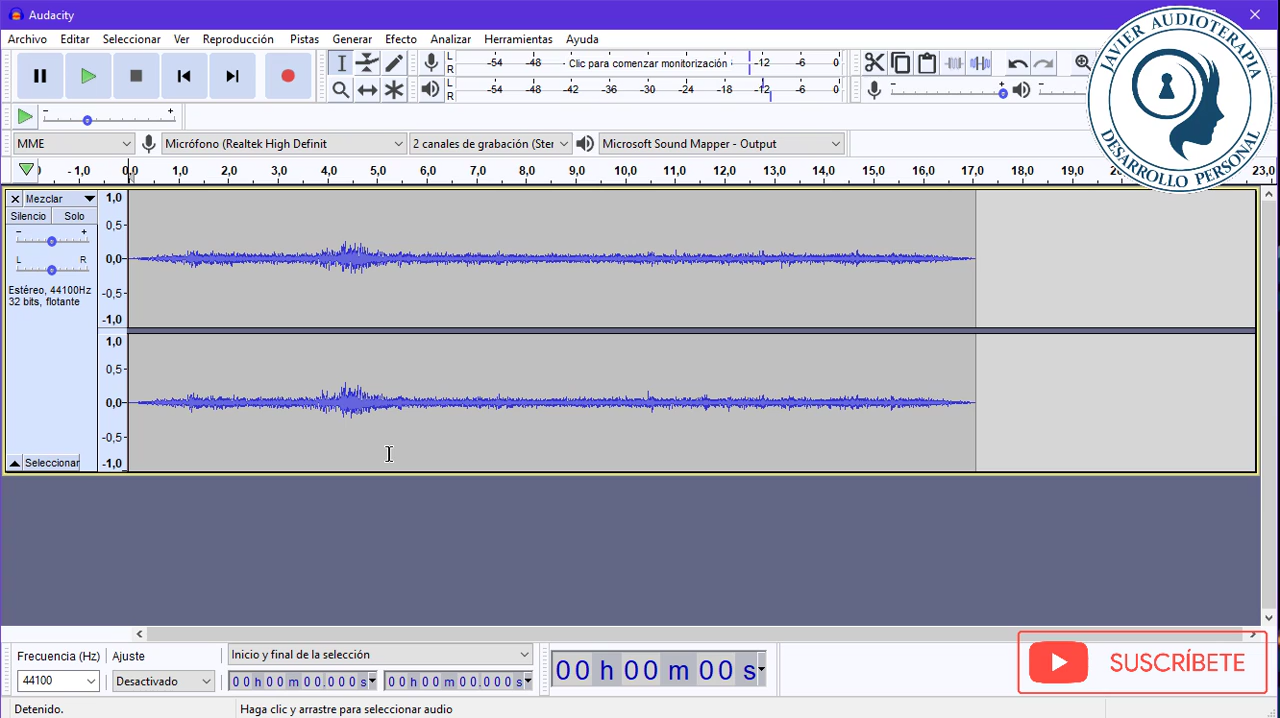 Audacity
Archivo Editar Seleccionar Ver Reproducción Pistas Generar Efecto Analizar Herramientas Ayuda
JAVIER AUDIOTERAPIA
DESARROLLO PERSONAL
L R -54 -48 Clic para comenzar monitorización -12 -6 0
L R -54 -48 -42 -36 -30 -24 -18 -12 -6 0
- +
MME Micrófono (Realtek High Definit 2 canales de grabación (Ster Microsoft Sound Mapper - Output
- 1,0 0,0 1,0 2,0 3,0 4,0 5,0 6,0 7,0 8,0 9,0 10,0 11,0 12,0 13,0 14,0 15,0 16,0 17,0 18,0 19,0 23,0
Mezclar
Silencio Solo
- +
L R
Estéreo, 44100Hz
32 bits, flotante
Seleccionar
1,0
0,5
0,0
-0,5
-1,0
1,0
0,5
0,0
-0,5
-1,0
Frecuencia (Hz) Ajuste Inicio y final de la selección
44100 Desactivado 00 h 00 m 00.000 s 00 h 00 m 00.000 s
00 h 00 m 00 s
SUSCRÍBETE
Detenido. Haga clic y arrastre para seleccionar audio